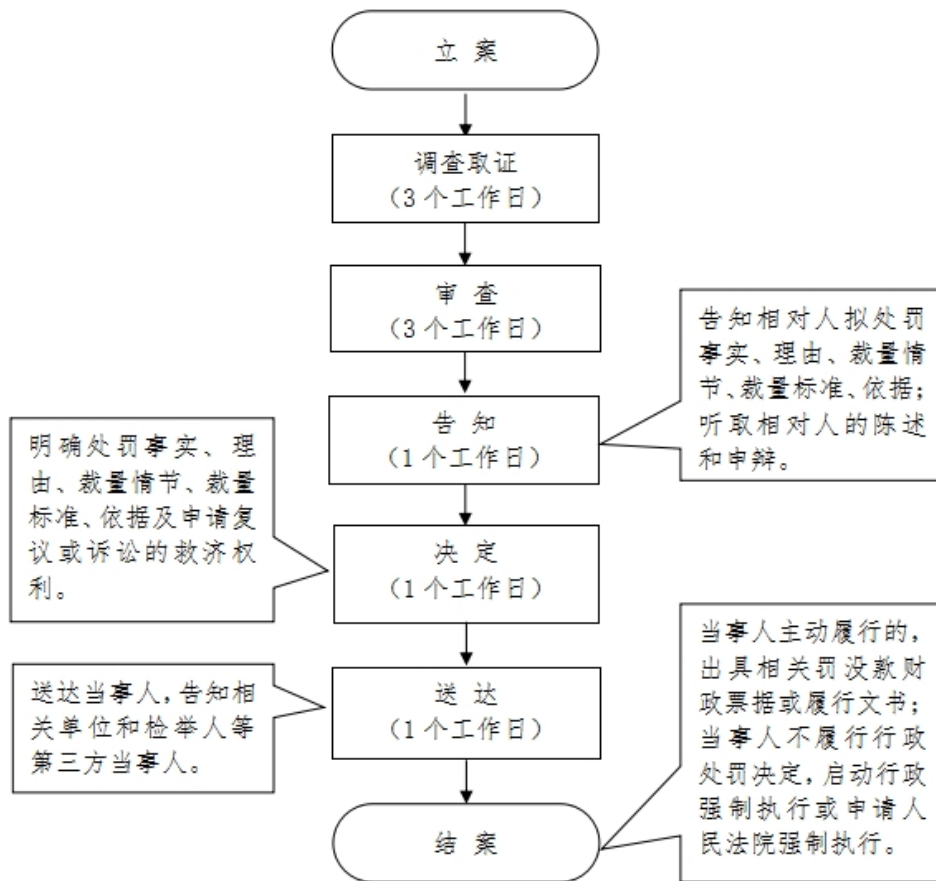 立 案
调查取证
（3 个工作日）
审 查
（3 个工作日）
告知相对人拟处罚
事实、理由、裁量情
节、裁量标准、依据；
听取相对人的陈述
和申辩。
告 知
（1 个工作日）
明确处罚事实、理
由、裁量情节、裁量
标准、依据及申请复
议或诉讼的救济权
利。
决 定
（1 个工作日）
送达当事人，告知相
关单位和检举人等
第三方当事人。
送 达
（1 个工作日）
当事人主动履行的，
出具相关罚没款财
政票据或履行文书；
当事人不履行行政
处罚决定，启动行政
强制执行或申请人
民法院强制执行。
结 案